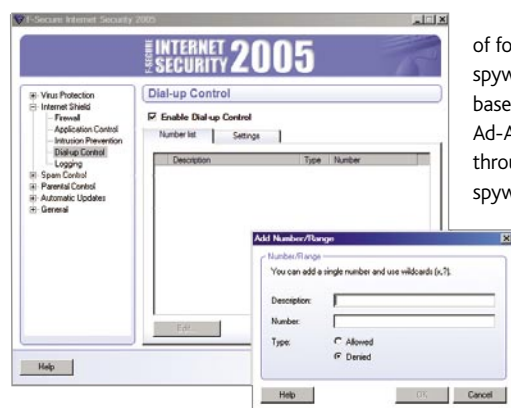 F-Secure Internet Security 2005
F-SECURE INTERNET SECURITY 2005
Virus Protection
Internet Shield
Firewall
Application Control
Intrusion Prevention
Dial-up Control
Logging
Spam Control
Parental Control
Automatic Updates
General
Dial-up Control
Enable Dial-up Control
Number list Settings
Description Type Number
Edit...
Help
Add Number/Range
Number/Range
You can add a single number and use wildcards (x,?).
Description:
Number:
Type: Allowed
Denied
Help OK Cancel
of fo
spyw
base
Ad-A
throu
spyw